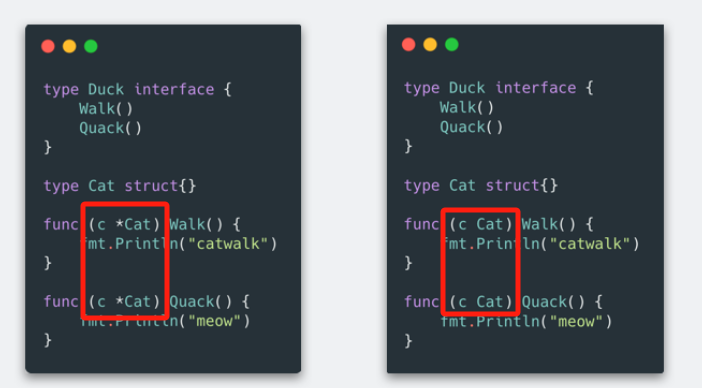 type Duck interface {
    Walk()
    Quack()
}
type Cat struct{}
func (c *Cat) Walk() {
    fmt.Println("catwalk")
}
func (c *Cat) Quack() {
    fmt.Println("meow")
}
type Duck interface {
    Walk()
    Quack()
}
type Cat struct{}
func (c Cat) Walk() {
    fmt.Println("catwalk")
}
func (c Cat) Quack() {
    fmt.Println("meow")
}